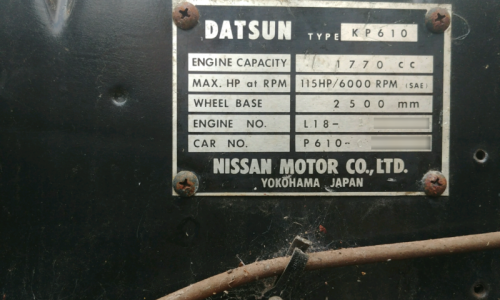 DATSUN TYPE KP610
ENGINE CAPACITY 1770 cc
MAX. HP at RPM 115HP/6000 RPM (SAE)
WHEEL BASE 2500 mm
ENGINE NO. L18-
CAR NO. P610-
NISSAN MOTOR CO.,LTD.
YOKOHAMA JAPAN